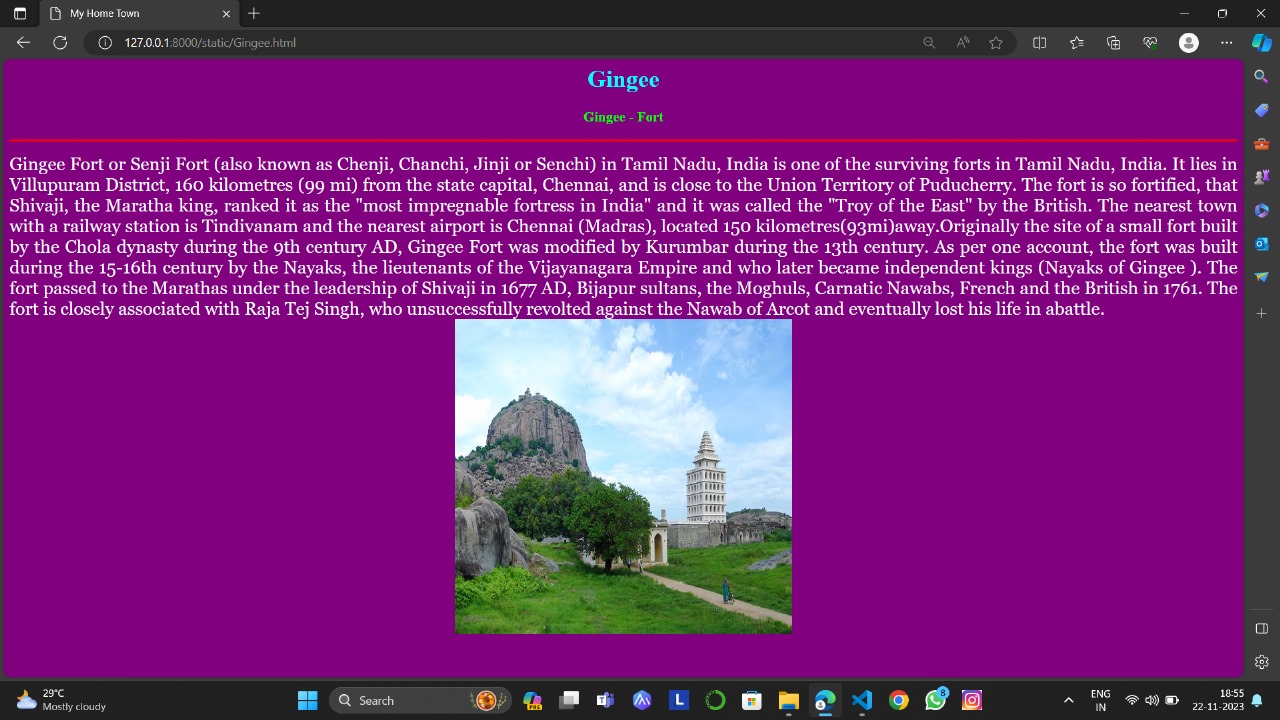 My Home Town
127.0.0.1:8000/static/Gingee.html
Gingee
Gingee - Fort
Gingee Fort or Senji Fort (also known as Chenji, Chanchi, Jinji or Senchi) in Tamil Nadu, India is one of the surviving forts in Tamil Nadu, India. It lies in
Villupuram District, 160 kilometres (99 mi) from the state capital, Chennai, and is close to the Union Territory of Puducherry. The fort is so fortified, that
Shivaji, the Maratha king, ranked it as the "most impregnable fortress in India" and it was called the "Troy of the East" by the British. The nearest town
with a railway station is Tindivanam and the nearest airport is Chennai (Madras), located 150 kilometres(93mi)away.Originally the site of a small fort built
by the Chola dynasty during the 9th century AD, Gingee Fort was modified by Kurumbar during the 13th century. As per one account, the fort was built
during the 15-16th century by the Nayaks, the lieutenants of the Vijayanagara Empire and who later became independent kings (Nayaks of Gingee ). The
fort passed to the Marathas under the leadership of Shivaji in 1677 AD, Bijapur sultans, the Moghuls, Carnatic Nawabs, French and the British in 1761. The
fort is closely associated with Raja Tej Singh, who unsuccessfully revolted against the Nawab of Arcot and eventually lost his life in abattle.
29°C
Mostly cloudy
Search
PRE
L
8
ENG
IN
18:55
22-11-2023